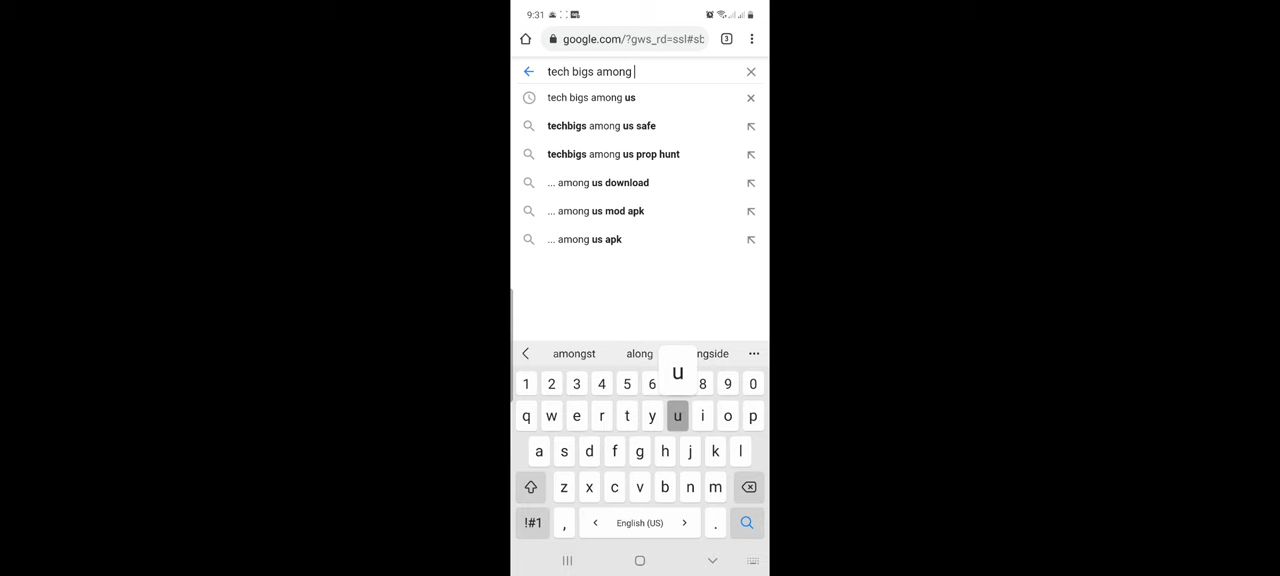 9:31
google.com/?gws_rd=ssl#sb
3
tech bigs among
tech bigs among us
techbigs among us safe
techbigs among us prop hunt
... among us download
... among us mod apk
... among us apk
amongst along ngside
u
1 2 3 4 5 6 8 9 0
q w e r t y u i o p
a s d f g h j k l
z x c v b n m
!#1 , English (US) .